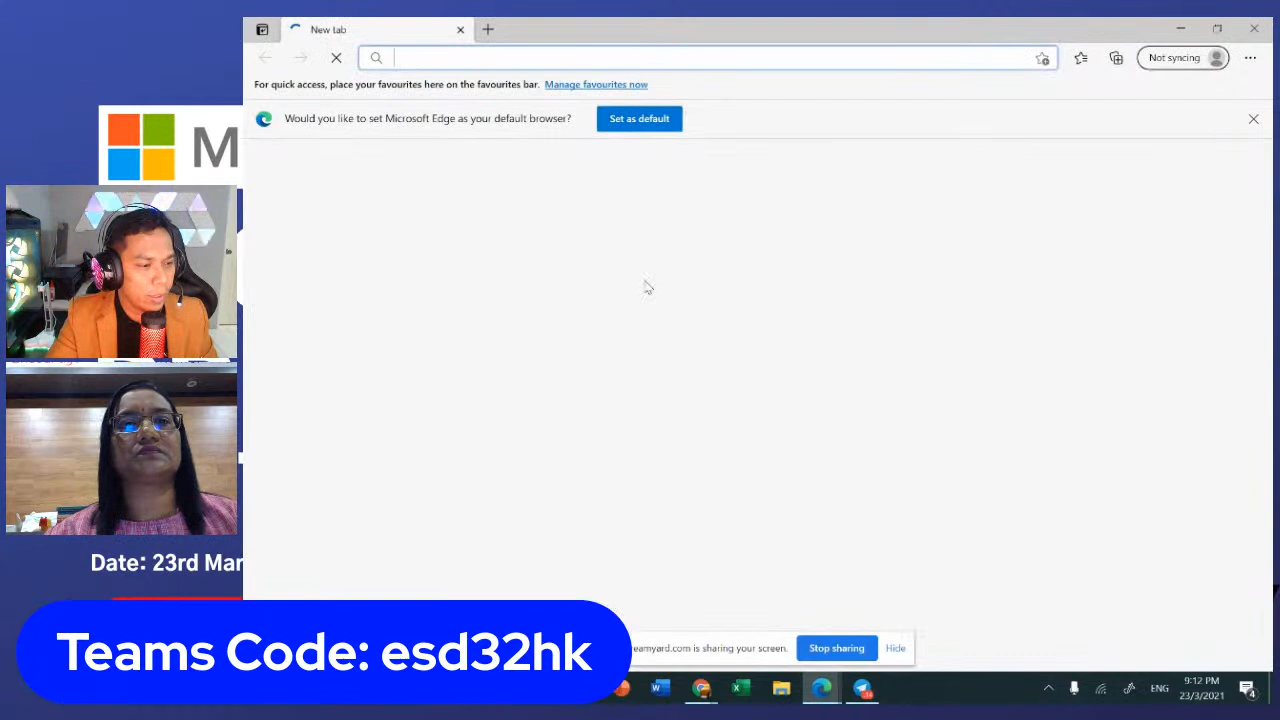 New tab
Not syncing
For quick access, place your favourites here on the favourites bar. Manage favourites now
Would you like to set Microsoft Edge as your default browser? Set as default
M
Date: 23rd Mar
Teams Code: esd32hk
eamyard.com is sharing your screen. Stop sharing Hide
ENG
9:12 PM
23/3/2021
4